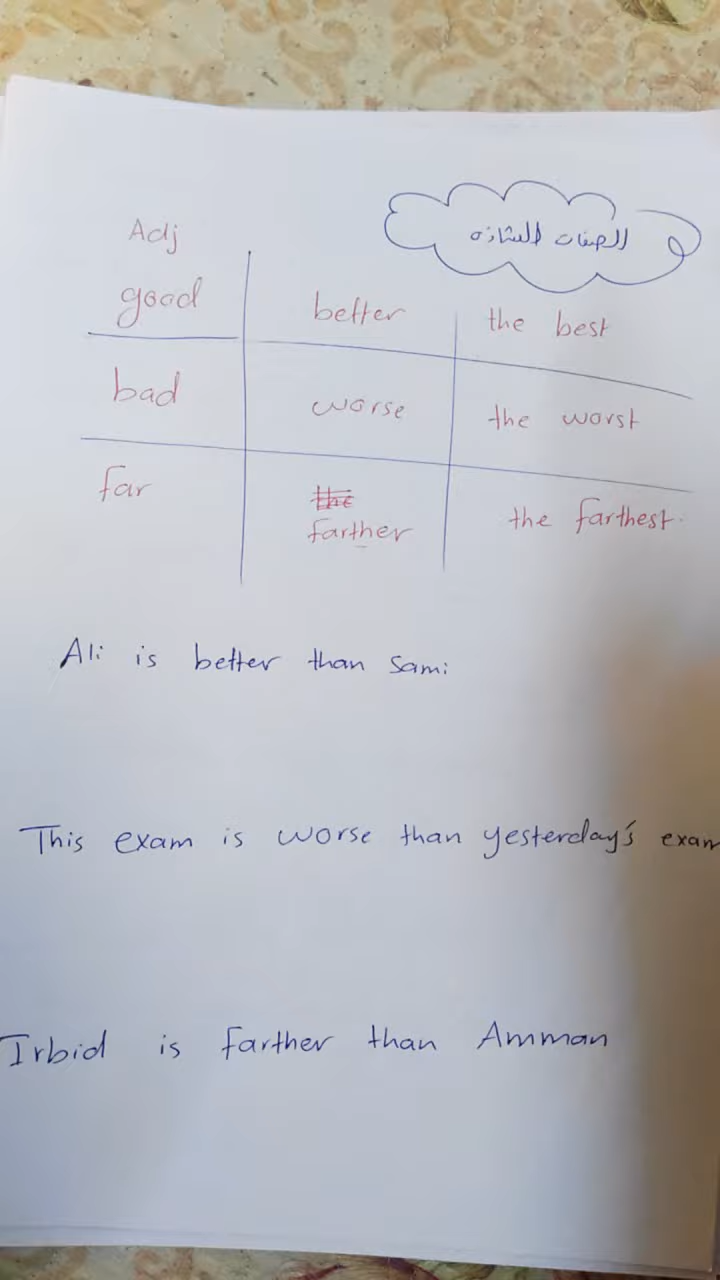 الصفات الشاذه
Adj
good better the best
bad worse the worst
far farther the farthest.
Ali is better than Sami
This exam is worse than yesterday's exam
Irbid is farther than Amman